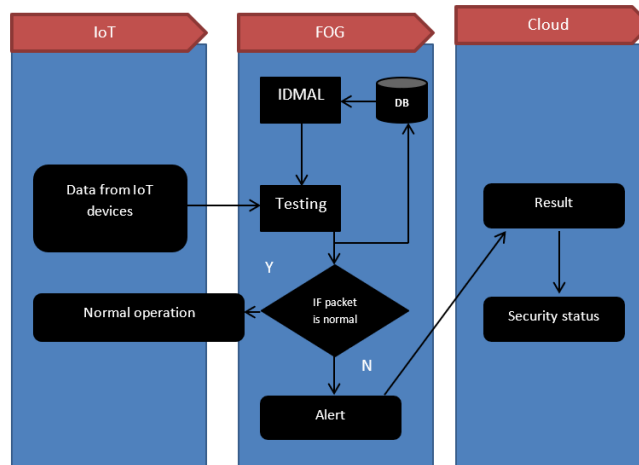 IoT
FOG
Cloud
IDMAL
DB
Data from IoT
devices
Testing
Result
Y
Normal operation
IF packet
is normal
Security status
N
Alert